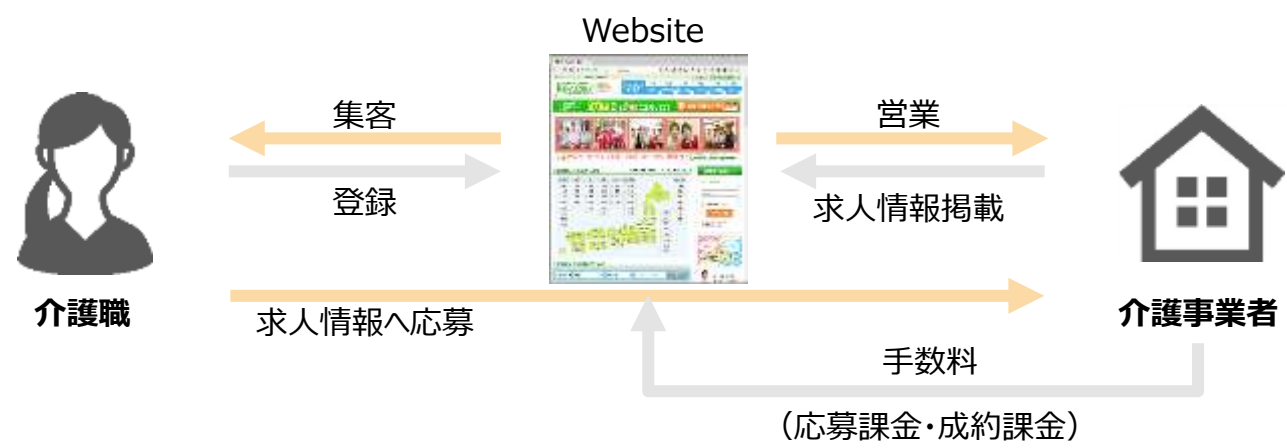 Website
集客
営業
登録
求人情報掲載
介護職
求人情報へ応募
介護事業者
手数料
（応募課金・成約課金）